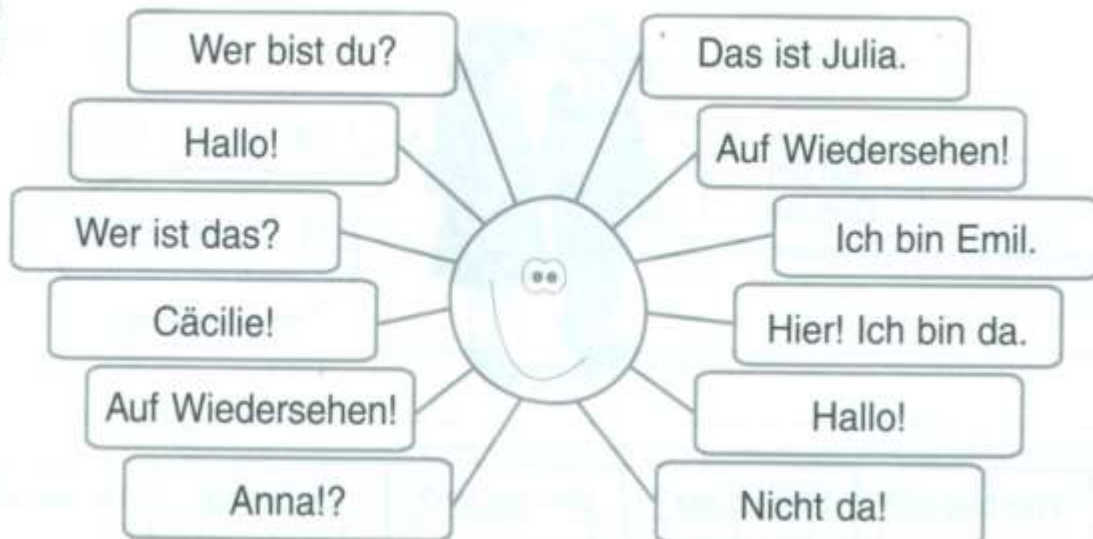 Wer bist du?
Hallo!
Wer ist das?
Cäcilie!
Auf Wiedersehen!
Anna!?
Das ist Julia.
Auf Wiedersehen!
Ich bin Emil.
Hier! Ich bin da.
Hallo!
Nicht da!